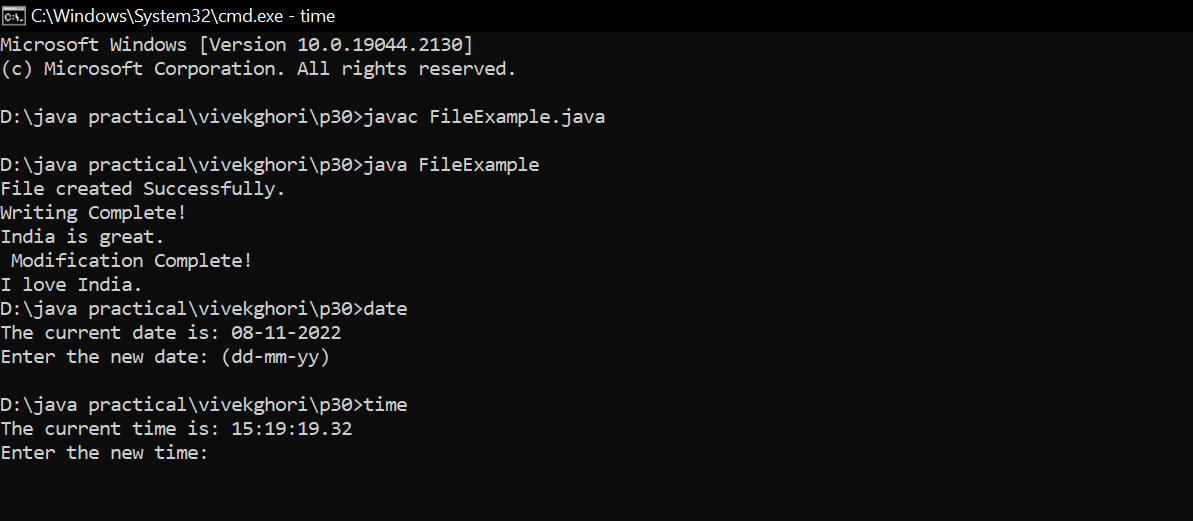 C:\Windows\System32\cmd.exe - time
Microsoft Windows [Version 10.0.19044.2130]
(c) Microsoft Corporation. All rights reserved.
D:\java practical\vivekghori\p30>javac FileExample.java
D:\java practical\vivekghori\p30>java FileExample
File created Successfully.
Writing Complete!
India is great.
 Modification Complete!
I love India.
D:\java practical\vivekghori\p30>date
The current date is: 08-11-2022
Enter the new date: (dd-mm-yy)
D:\java practical\vivekghori\p30>time
The current time is: 15:19:19.32
Enter the new time: